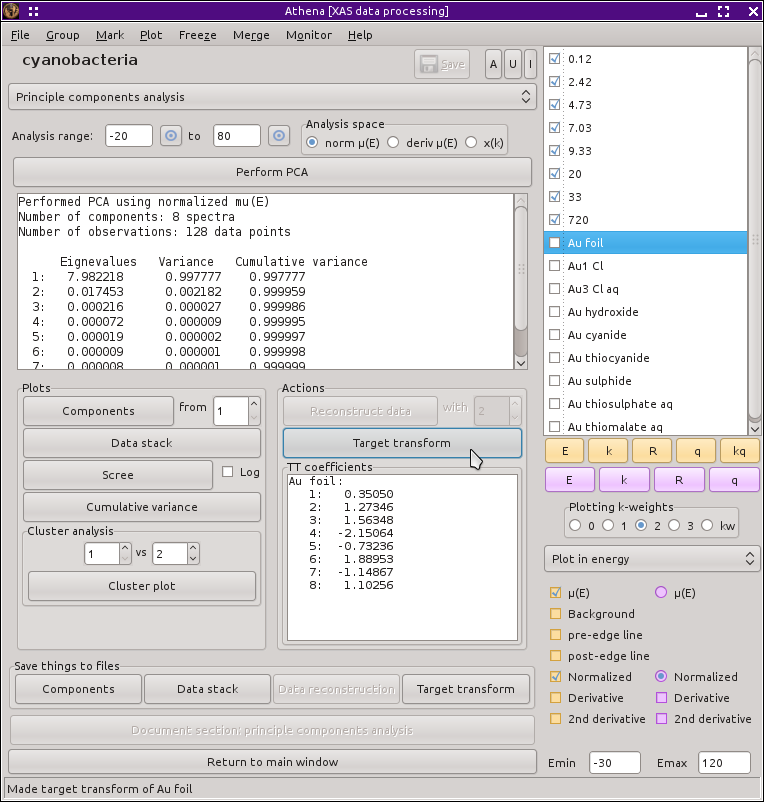 Athena [XAS data processing]
File Group Mark Plot Freeze Merge Monitor Help
cyanobacteria
Save
A U I
Principle components analysis
Analysis range: -20 to 80
Analysis space
norm μ(E) deriv μ(E) χ(k)
Perform PCA
Performed PCA using normalized mu(E)
Number of components: 8 spectra
Number of observations: 128 data points
Eignevalues Variance Cumulative variance
1: 7.982218 0.997777 0.997777
2: 0.017453 0.002182 0.999959
3: 0.000216 0.000027 0.999986
4: 0.000072 0.000009 0.999995
5: 0.000019 0.000002 0.999997
6: 0.000009 0.000001 0.999998
7: 0.000008 0.000001 0.999999
Plots
Components from 1
Data stack
Scree Log
Cumulative variance
Cluster analysis
1 vs 2
Cluster plot
Actions
Reconstruct data with 2
Target transform
TT coefficients
Au foil:
1: 0.35050
2: 1.27346
3: 1.56348
4: -2.15064
5: -0.73236
6: 1.88953
7: -1.14867
8: 1.10256
Save things to files
Components Data stack Data reconstruction Target transform
Document section: principle components analysis
Return to main window
Made target transform of Au foil
0.12
2.42
4.73
7.03
9.33
20
33
720
Au foil
Au1 Cl
Au3 Cl aq
Au hydroxide
Au cyanide
Au thiocyanide
Au sulphide
Au thiosulphate aq
Au thiomalate aq
E k R q kq
E k R q
Plotting k-weights
0 1 2 3 kw
Plot in energy
μ(E) μ(E)
Background
pre-edge line
post-edge line
Normalized Normalized
Derivative Derivative
2nd derivative 2nd derivative
Emin -30 Emax 120